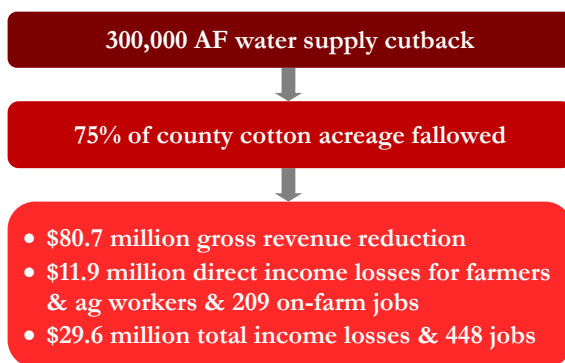 300,000 AF water supply cutback
75% of county cotton acreage fallowed
• $80.7 million gross revenue reduction
• $11.9 million direct income losses for farmers
& ag workers & 209 on-farm jobs
• $29.6 million total income losses & 448 jobs